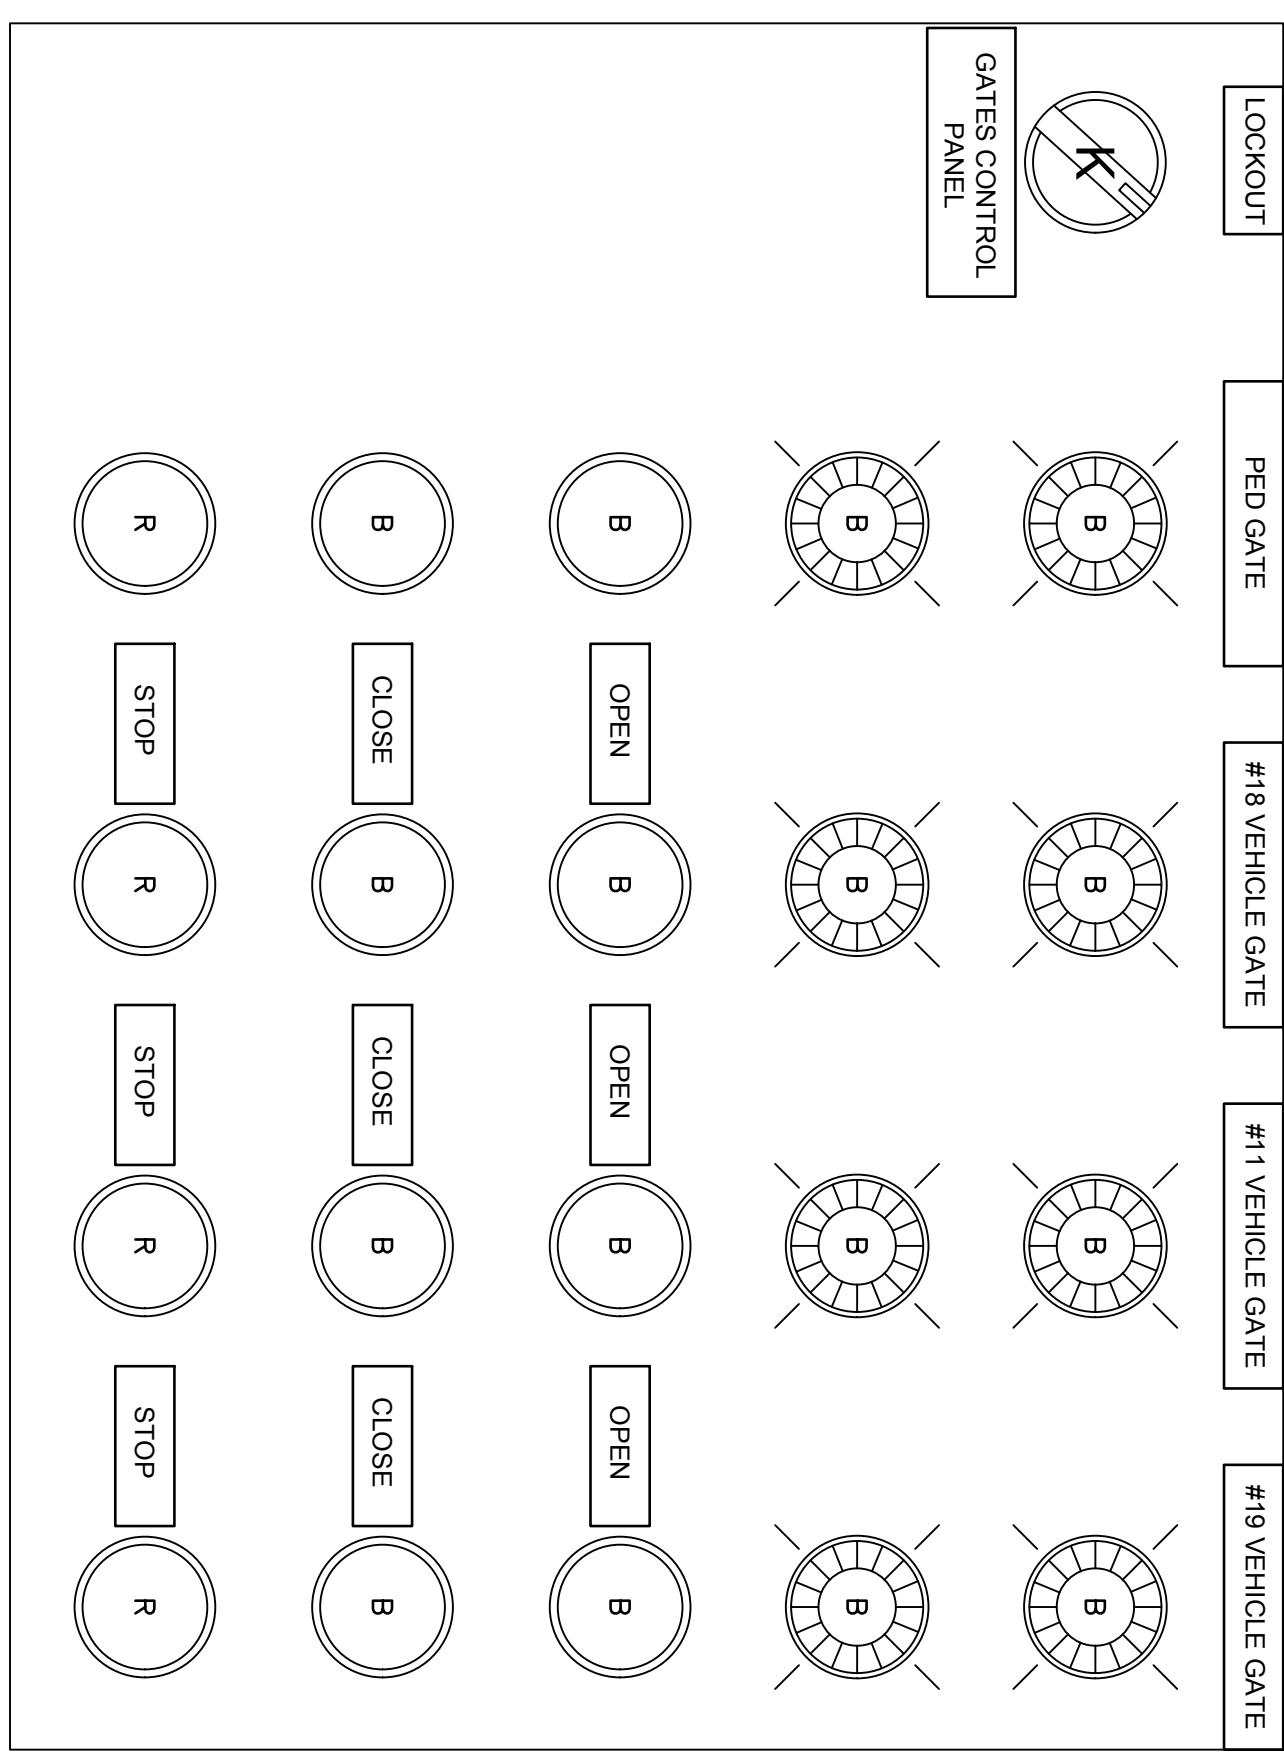 LOCKOUT
PED GATE
#18 VEHICLE GATE
#11 VEHICLE GATE
#19 VEHICLE GATE
K
B
B
B
B
GATES CONTROL
PANEL
B
B
B
B
B
OPEN
B
OPEN
B
OPEN
B
B
CLOSE
B
CLOSE
B
CLOSE
B
R
STOP
R
STOP
R
STOP
R